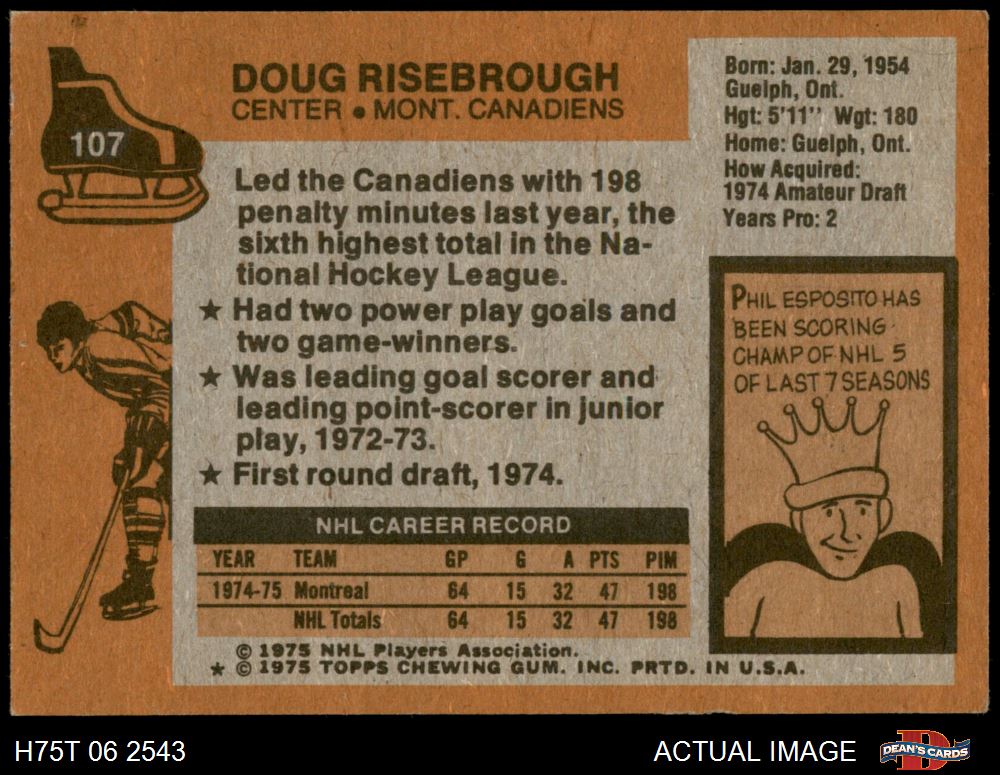 107
DOUG RISEBROUGH
CENTER • MONT. CANADIENS
Born: Jan. 29, 1954
Guelph, Ont.
Hgt: 5'11" Wgt: 180
Home: Guelph, Ont.
How Acquired:
1974 Amateur Draft
Years Pro: 2
Led the Canadiens with 198
penalty minutes last year, the
sixth highest total in the Na-
tional Hockey League.
★ Had two power play goals and
two game-winners.
★ Was leading goal scorer and
leading point-scorer in junior
play, 1972-73.
★ First round draft, 1974.
PHIL ESPOSITO HAS
BEEN SCORING
CHAMP OF NHL 5
OF LAST 7 SEASONS
NHL CAREER RECORD
YEAR TEAM GP G A PTS PIM
1974-75 Montreal 64 15 32 47 198
NHL Totals 64 15 32 47 198
© 1975 NHL Players Association.
★ © 1975 TOPPS CHEWING GUM. INC. PRTD. IN U.S.A.
H75T 06 2543
ACTUAL IMAGE
DEAN'S CARDS